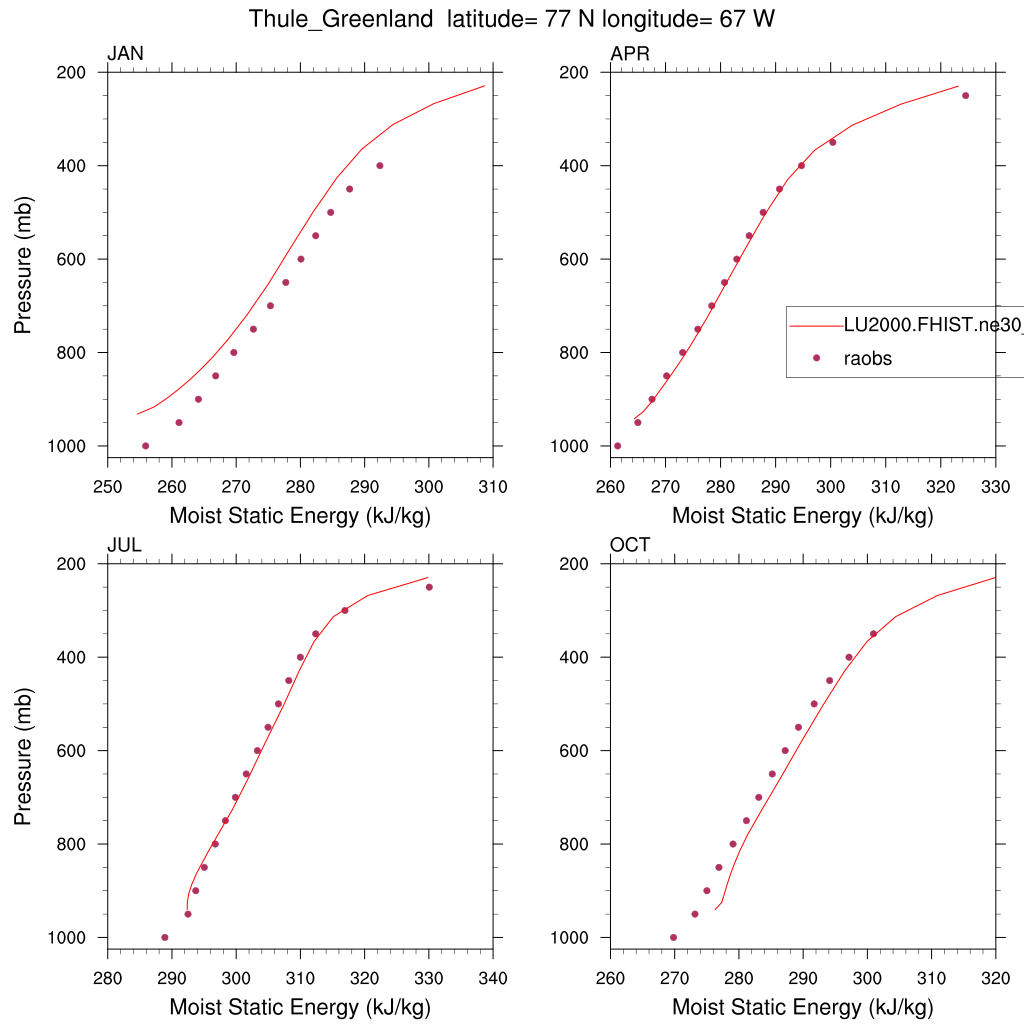 Thule_Greenland  latitude= 77 N longitude= 67 W
JAN
200
400
600
800
1000
Pressure (mb)
250 260 270 280 290 300 310
Moist Static Energy (kJ/kg)
APR
200
400
600
800
1000
LU2000.FHIST.ne30_
raobs
260 270 280 290 300 310 320 330
Moist Static Energy (kJ/kg)
JUL
200
400
600
800
1000
Pressure (mb)
280 290 300 310 320 330 340
Moist Static Energy (kJ/kg)
OCT
200
400
600
800
1000
260 270 280 290 300 310 320
Moist Static Energy (kJ/kg)